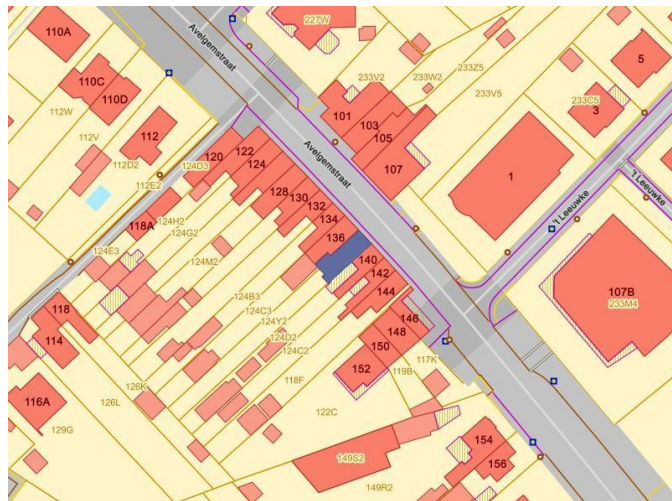 227W
110A
Avelgemstraat
5
110C
110D
233V2
233W2
233Z5
233V5
233C5
3
112W
112V
112
101
103
105
107
Avelgemstraat
112D2
112E2
124D3
120
122
124
1
't Leeuwke
't Leeuwke
118A
124H2
124G2
128
130
132
134
136
124E3
124M2
140
142
144
107B
233M4
124B3
124C3
124Y2
124D2
124C2
118
114
146
148
150
152
119B
117K
116A
126K
126L
118F
122C
129G
154
156
149S2
149R2